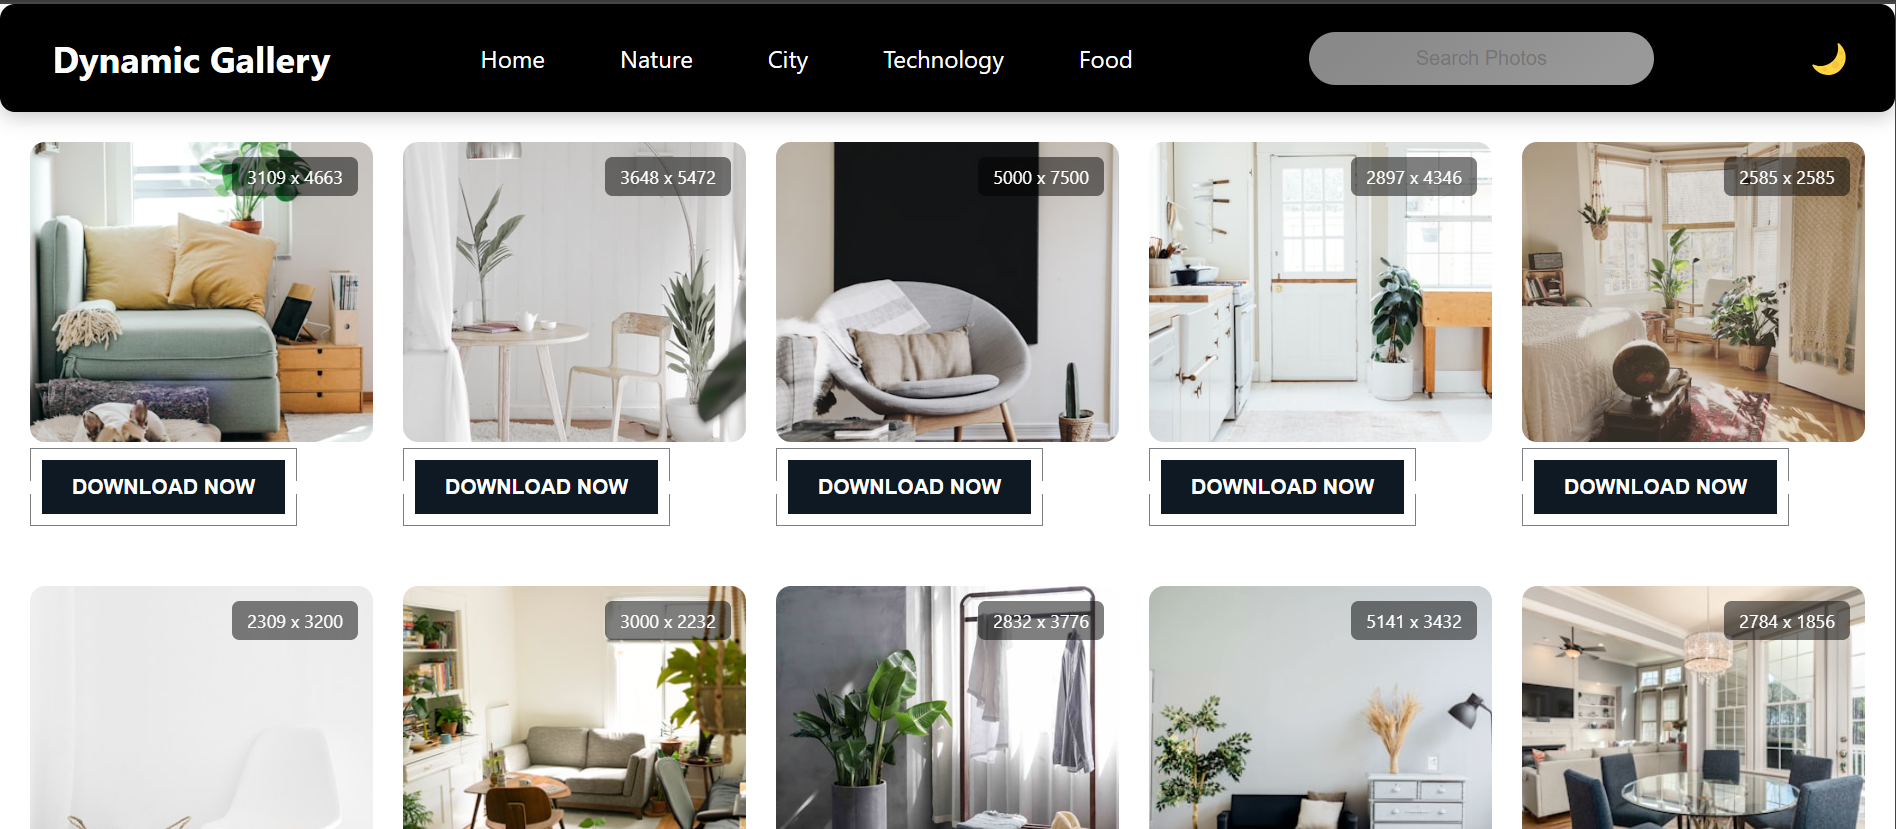 Dynamic Gallery
Home
Nature
City
Technology
Food
Search Photos
3109 x 4663
3648 x 5472
5000 x 7500
2897 x 4346
2585 x 2585
DOWNLOAD NOW
DOWNLOAD NOW
DOWNLOAD NOW
DOWNLOAD NOW
DOWNLOAD NOW
2309 x 3200
3000 x 2232
2832 x 3776
5141 x 3432
2784 x 1856